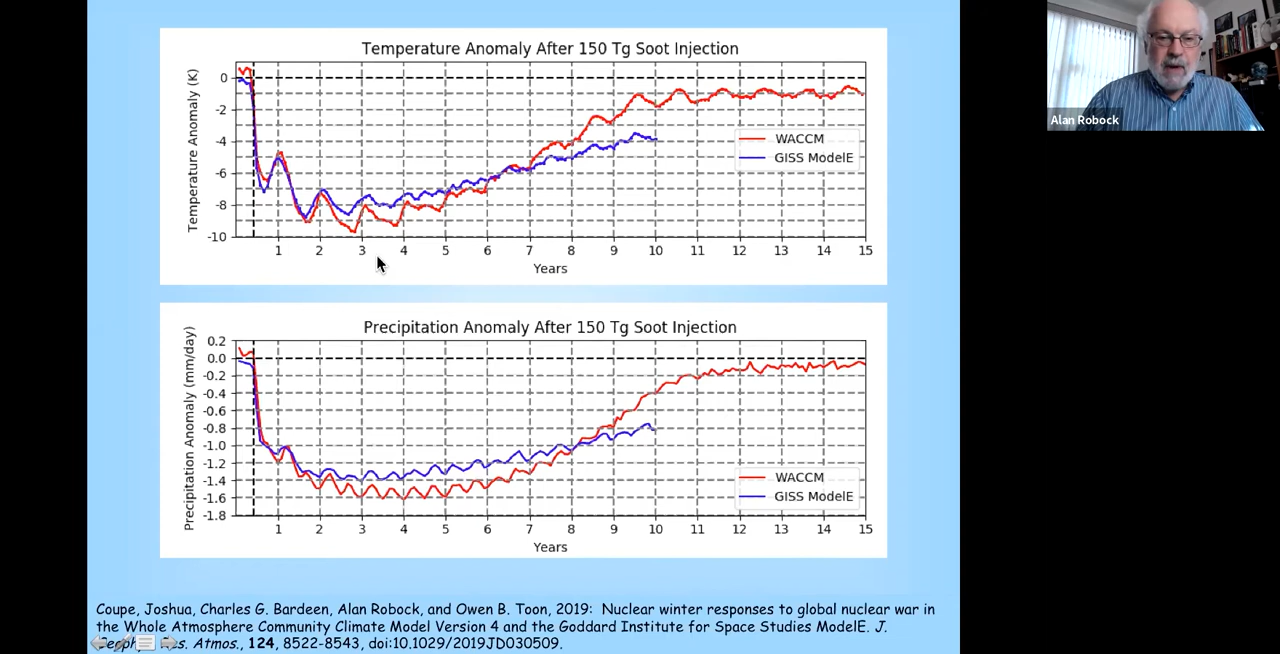 Temperature Anomaly After 150 Tg Soot Injection
Temperature Anomaly (K)
0
-2
-4
-6
-8
-10
WACCM
GISS ModelE
1 2 3 4 5 6 7 8 9 10 11 12 13 14 15
Years
Precipitation Anomaly After 150 Tg Soot Injection
Precipitation Anomaly (mm/day)
0.2
0.0
-0.2
-0.4
-0.6
-0.8
-1.0
-1.2
-1.4
-1.6
-1.8
WACCM
GISS ModelE
1 2 3 4 5 6 7 8 9 10 11 12 13 14 15
Years
Coupe, Joshua, Charles G. Bardeen, Alan Robock, and Owen B. Toon, 2019: Nuclear winter responses to global nuclear war in
the Whole Atmosphere Community Climate Model Version 4 and the Goddard Institute for Space Studies ModelE. J.
Atmos., 124, 8522-8543, doi:10.1029/2019JD030509.
Alan Robock